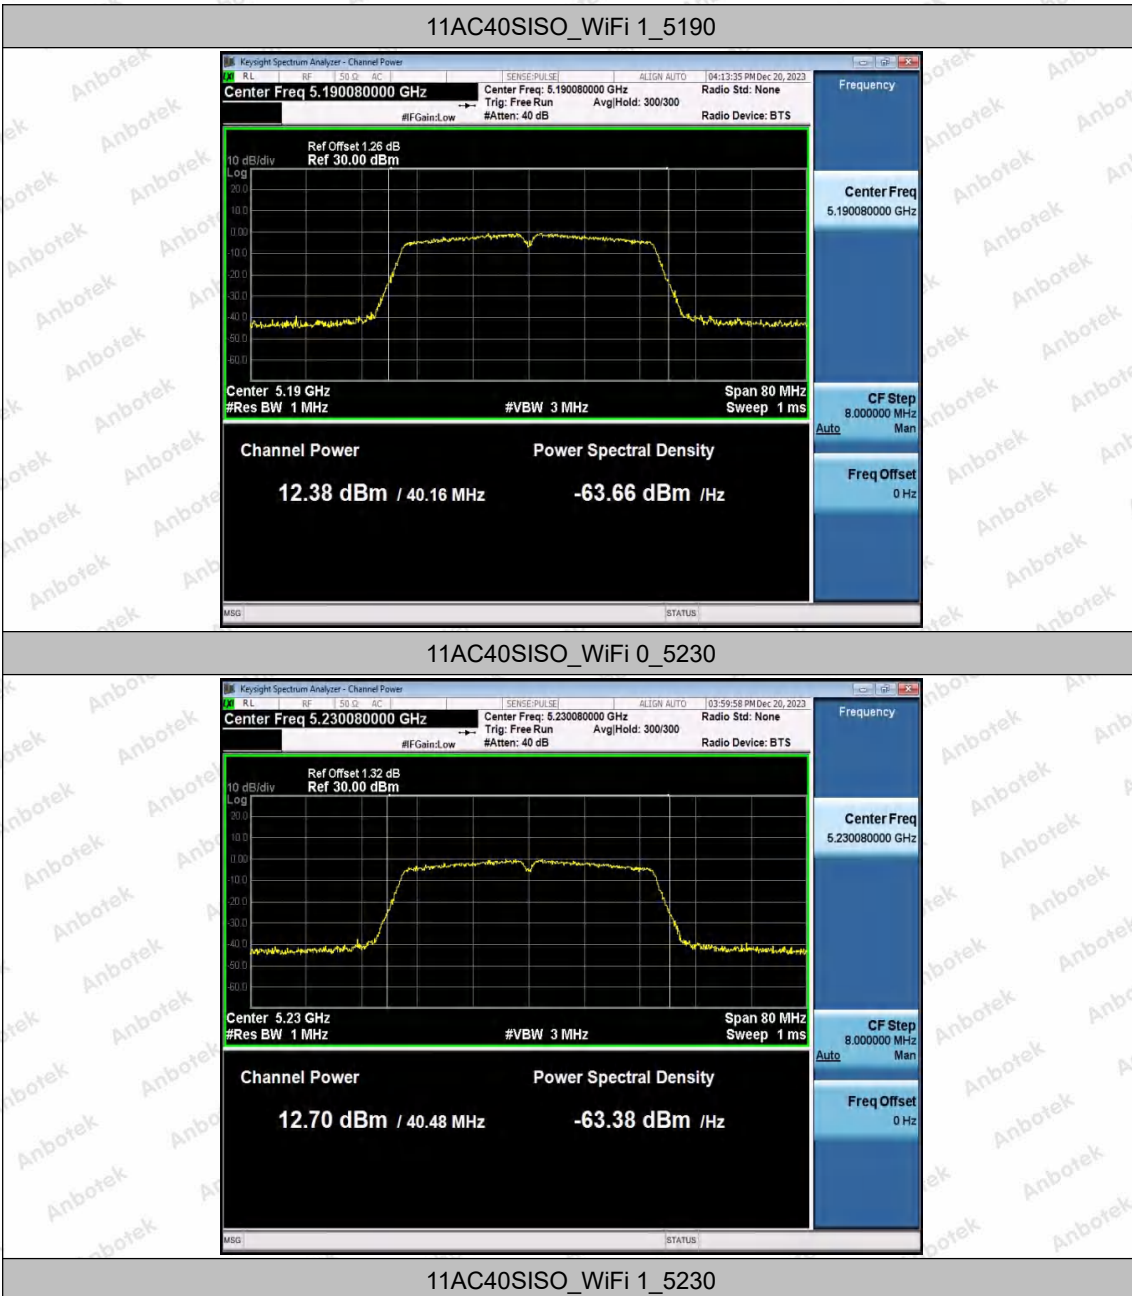 11AC40SISO_WiFi 1_5190
Keysight Spectrum Analyzer - Channel Power
RL RF 50 Ω AC SENSE:PULSE ALIGN AUTO 04:13:35 PM Dec 20, 2023
Center Freq 5.190080000 GHz Center Freq: 5.190080000 GHz Radio Std: None Frequency
Trig: Free Run Avg|Hold: 300/300
#IFGain:Low #Atten: 40 dB Radio Device: BTS
Ref Offset 1.26 dB
10 dB/div Ref 30.00 dBm
Log
20.0
10.0
0.00
-10.0
-20.0
-30.0
-40.0
-50.0
-60.0
Center Freq
5.190080000 GHz
Center 5.19 GHz Span 80 MHz
#Res BW 1 MHz #VBW 3 MHz Sweep 1 ms
CF Step
8.000000 MHz
Auto Man
Channel Power Power Spectral Density
12.38 dBm / 40.16 MHz -63.66 dBm /Hz
Freq Offset
0 Hz
MSG STATUS
11AC40SISO_WiFi 0_5230
Keysight Spectrum Analyzer - Channel Power
RL RF 50 Ω AC SENSE:PULSE ALIGN AUTO 03:59:58 PM Dec 20, 2023
Center Freq 5.230080000 GHz Center Freq: 5.230080000 GHz Radio Std: None Frequency
Trig: Free Run Avg|Hold: 300/300
#IFGain:Low #Atten: 40 dB Radio Device: BTS
Ref Offset 1.32 dB
10 dB/div Ref 30.00 dBm
Log
20.0
10.0
0.00
-10.0
-20.0
-30.0
-40.0
-50.0
-60.0
Center Freq
5.230080000 GHz
Center 5.23 GHz Span 80 MHz
#Res BW 1 MHz #VBW 3 MHz Sweep 1 ms
CF Step
8.000000 MHz
Auto Man
Channel Power Power Spectral Density
12.70 dBm / 40.48 MHz -63.38 dBm /Hz
Freq Offset
0 Hz
MSG STATUS
11AC40SISO_WiFi 1_5230
Anbotek